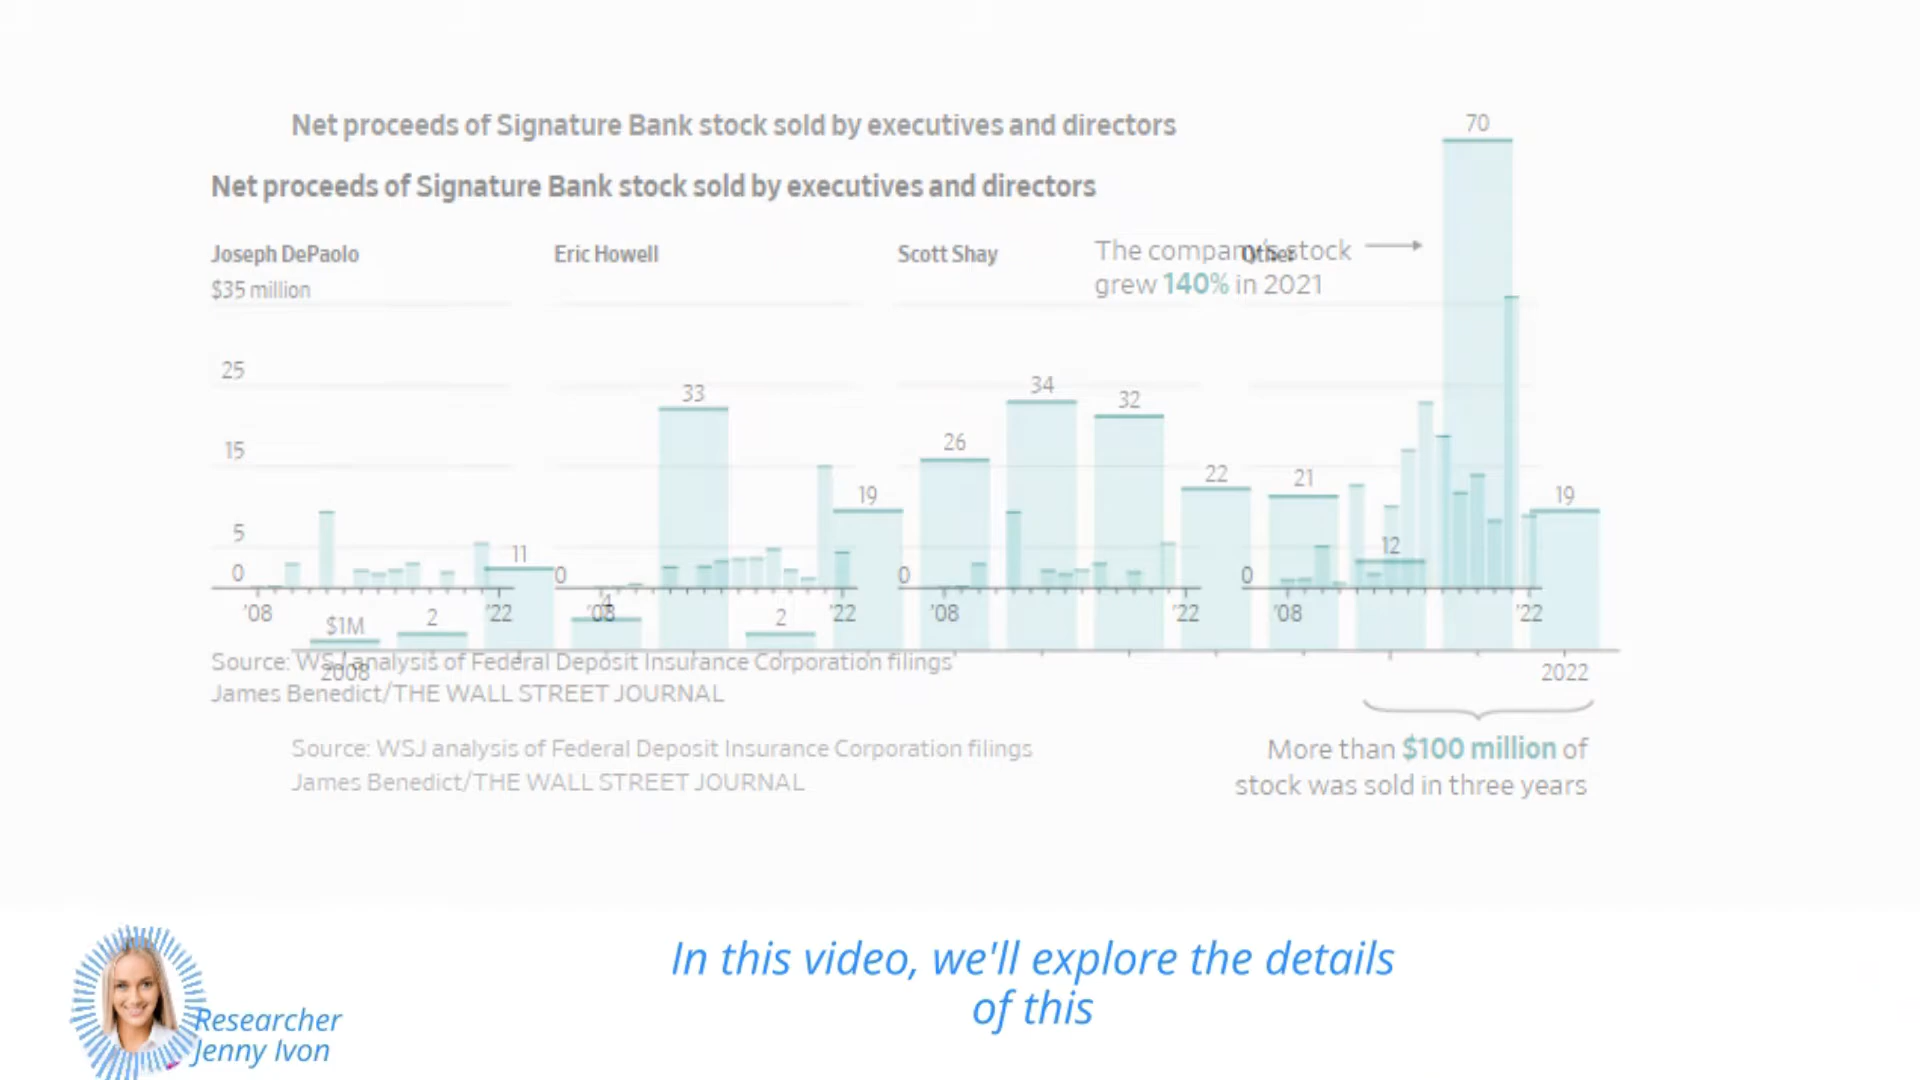 Net proceeds of Signature Bank stock sold by executives and directors
70
Net proceeds of Signature Bank stock sold by executives and directors
Joseph DePaolo
Eric Howell
Scott Shay
Other
The company's stock
grew 140% in 2021
$35 million
25
15
5
0
0
0
0
33
34
32
26
19
22
21
19
11
12
4
2
2
$1M
'08
'22
'08
'22
'08
'22
'08
'22
2008
2022
Source: WSJ analysis of Federal Deposit Insurance Corporation filings
James Benedict/THE WALL STREET JOURNAL
Source: WSJ analysis of Federal Deposit Insurance Corporation filings
James Benedict/THE WALL STREET JOURNAL
More than $100 million of
stock was sold in three years
In this video, we'll explore the details
of this
Researcher
Jenny Ivon